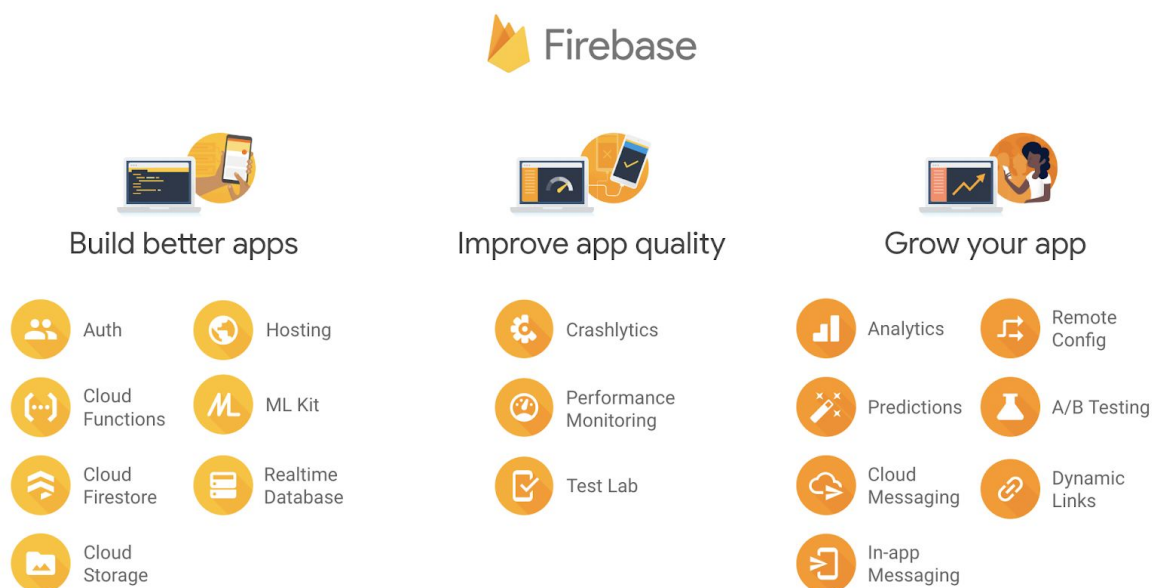 Firebase
Build better apps
Auth
Hosting
Cloud
Functions
ML Kit
Cloud
Firestore
Realtime
Database
Cloud
Storage
Improve app quality
Crashlytics
Performance
Monitoring
Test Lab
Grow your app
Analytics
Remote
Config
Predictions
A/B Testing
Cloud
Messaging
Dynamic
Links
In-app
Messaging